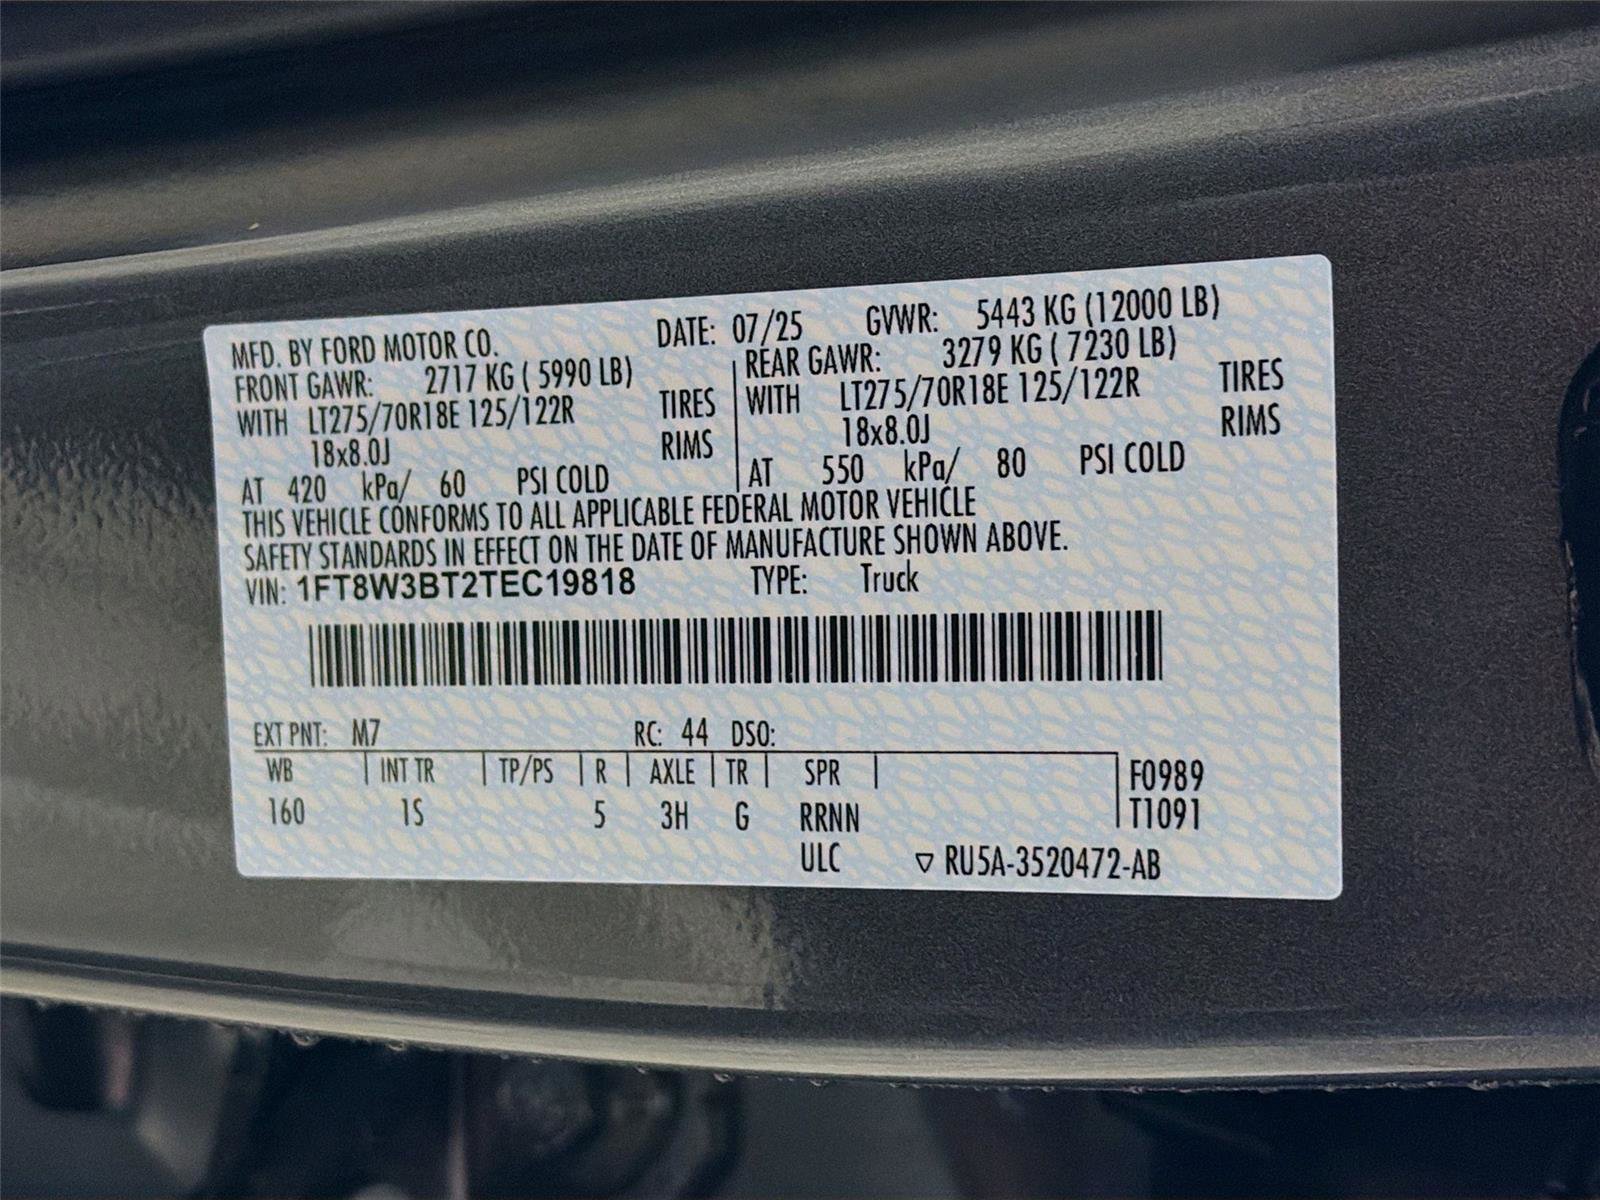 MFD. BY FORD MOTOR CO. DATE: 07/25 GVWR: 5443 KG (12000 LB)
FRONT GAWR: 2717 KG ( 5990 LB) REAR GAWR: 3279 KG ( 7230 LB)
WITH LT275/70R18E 125/122R TIRES WITH LT275/70R18E 125/122R TIRES
18x8.0J RIMS 18x8.0J RIMS
AT 420 kPa/ 60 PSI COLD AT 550 kPa/ 80 PSI COLD
THIS VEHICLE CONFORMS TO ALL APPLICABLE FEDERAL MOTOR VEHICLE
SAFETY STANDARDS IN EFFECT ON THE DATE OF MANUFACTURE SHOWN ABOVE.
VIN: 1FT8W3BT2TEC19818 TYPE: Truck
EXT PNT: M7 RC: 44 DSO:
WB INT TR TP/PS R AXLE TR SPR F0989
160 1S 5 3H G RRNN T1091
ULC ▽ RU5A-3520472-AB